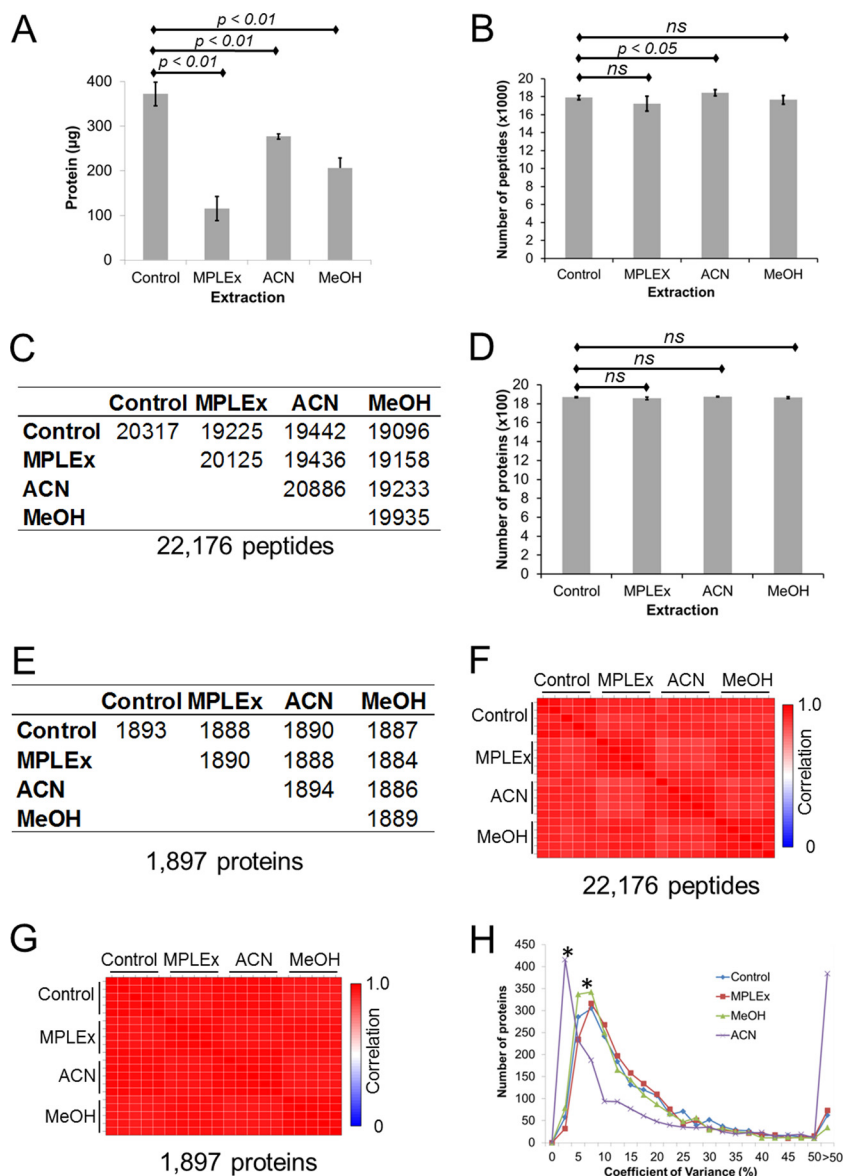 A
p < 0.01
p < 0.01
p < 0.01
400
300
200
100
0
Protein (µg)
Control MPLEx ACN MeOH
Extraction
B
ns
p < 0.05
ns
20
18
16
14
12
10
8
6
4
2
0
Number of peptides (x1000)
Control MPLEX ACN MeOH
Extraction
C
Control MPLEx ACN MeOH
Control 20317 19225 19442 19096
MPLEx 20125 19436 19158
ACN 20886 19233
MeOH 19935
22,176 peptides
D
ns
ns
ns
20
18
16
14
12
10
8
6
4
2
0
Number of proteins (x100)
Control MPLEx ACN MeOH
Extraction
E
Control MPLEx ACN MeOH
Control 1893 1888 1890 1887
MPLEx 1890 1888 1884
ACN 1894 1886
MeOH 1889
1,897 proteins
F
Control MPLEx ACN MeOH
Control
MPLEx
ACN
MeOH
1.0
Correlation
0
22,176 peptides
G
Control MPLEx ACN MeOH
Control
MPLEx
ACN
MeOH
1.0
Correlation
0
1,897 proteins
H
* *
450
400
350
300
250
200
150
100
50
0
Number of proteins
Control
MPLEx
MeOH
ACN
0 5 10 15 20 25 30 35 40 45 50 >50
Coefficient of Variance (%)